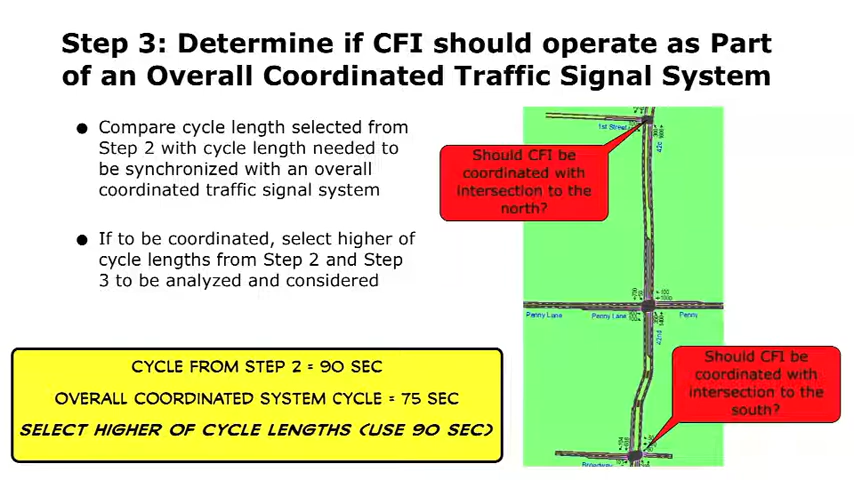 Step 3: Determine if CFI should operate as Part
of an Overall Coordinated Traffic Signal System
● Compare cycle length selected from
Step 2 with cycle length needed to
be synchronized with an overall
coordinated traffic signal system
● If to be coordinated, select higher of
cycle lengths from Step 2 and Step
3 to be analyzed and considered
CYCLE FROM STEP 2 = 90 SEC
OVERALL COORDINATED SYSTEM CYCLE = 75 SEC
SELECT HIGHER OF CYCLE LENGTHS (USE 90 SEC)
1st Street
Should CFI be
coordinated with
intersection to the
north?
Penny Lane
Penny Lane
Penny
42nd
Should CFI be
coordinated with
intersection to the
south?
Broadway